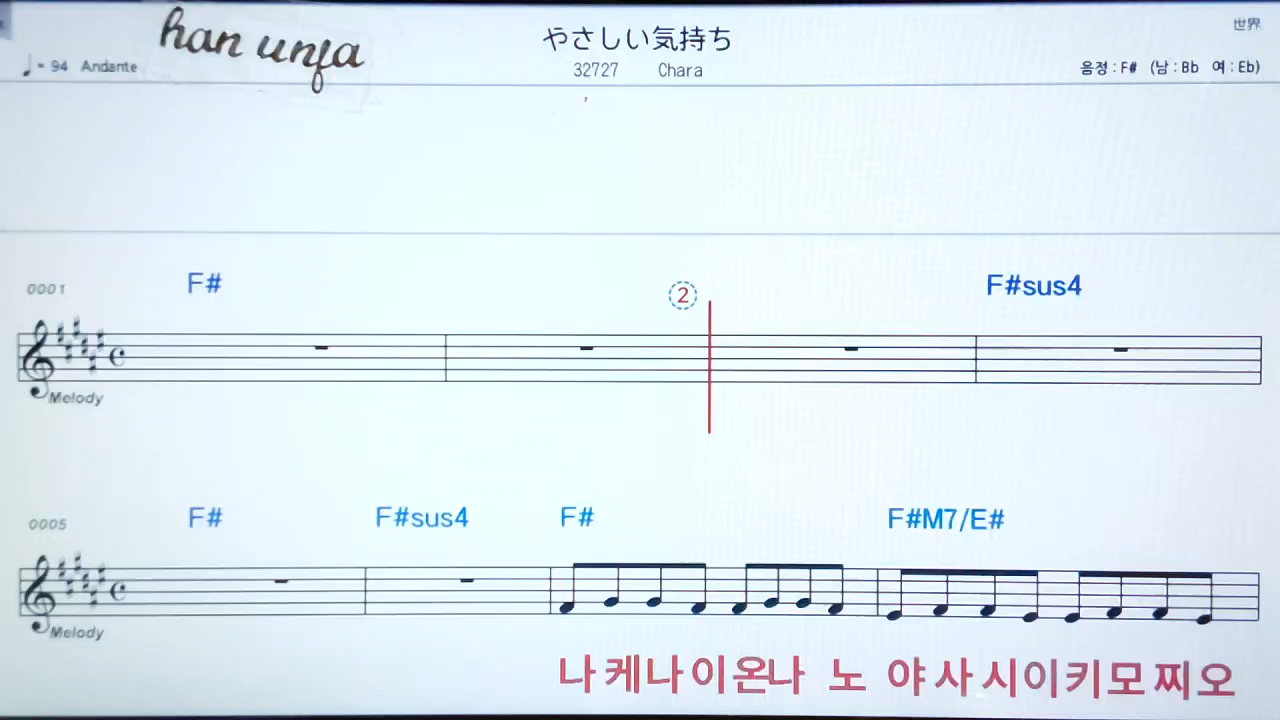 han unfa
やさしい気持ち
世界
♩ = 94 Andante
32727 Chara
음정 : F# (남 : Bb 여 : Eb)
0001 F# ② F#sus4
Melody
0005 F# F#sus4 F# F#M7/E#
Melody
나케나이온나 노 야사시이키모찌오